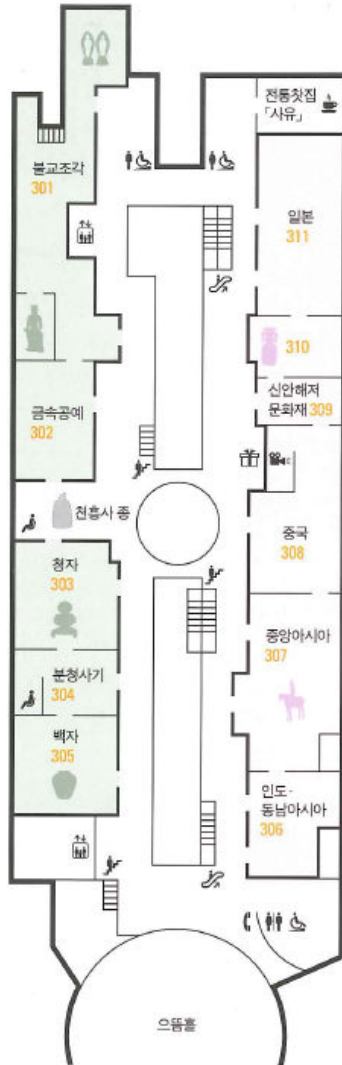 전통찻집
「사유」
불교조각
301
일본
311
310
신안해저
문화재 309
금속공예
302
천흥사 종
중국
308
청자
303
중앙아시아
307
분청사기
304
백자
305
인도·
동남아시아
306
으뜸홀